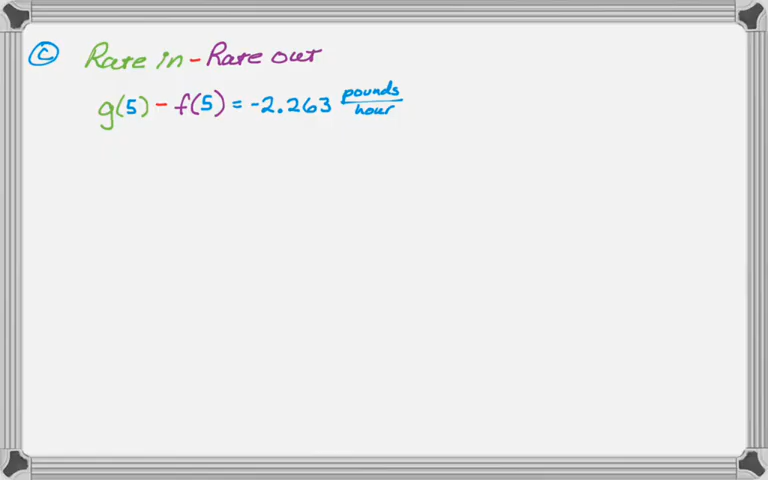 ⓒ Rate in - Rate out
g(5) - f(5) = -2.263 pounds/hour